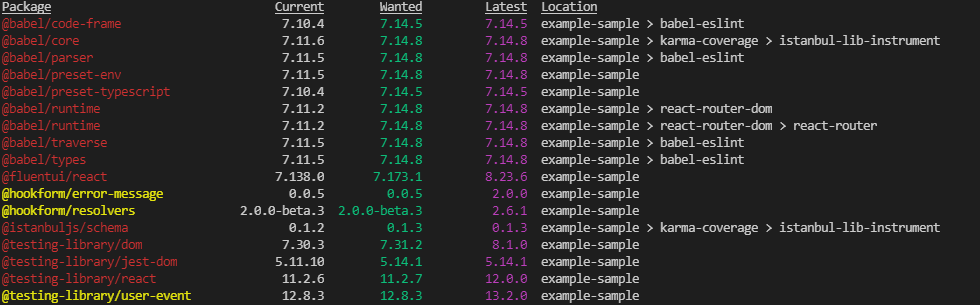 Package Current Wanted Latest Location
@babel/code-frame 7.10.4 7.14.5 7.14.5 example-sample > babel-eslint
@babel/core 7.11.6 7.14.8 7.14.8 example-sample > karma-coverage > istanbul-lib-instrument
@babel/parser 7.11.5 7.14.8 7.14.8 example-sample > babel-eslint
@babel/preset-env 7.11.5 7.14.8 7.14.8 example-sample
@babel/preset-typescript 7.10.4 7.14.5 7.14.5 example-sample
@babel/runtime 7.11.2 7.14.8 7.14.8 example-sample > react-router-dom
@babel/runtime 7.11.2 7.14.8 7.14.8 example-sample > react-router-dom > react-router
@babel/traverse 7.11.5 7.14.8 7.14.8 example-sample > babel-eslint
@babel/types 7.11.5 7.14.8 7.14.8 example-sample > babel-eslint
@fluentui/react 7.138.0 7.173.1 8.23.6 example-sample
@hookform/error-message 0.0.5 0.0.5 2.0.0 example-sample
@hookform/resolvers 2.0.0-beta.3 2.0.0-beta.3 2.6.1 example-sample
@istanbuljs/schema 0.1.2 0.1.3 0.1.3 example-sample > karma-coverage > istanbul-lib-instrument
@testing-library/dom 7.30.3 7.31.2 8.1.0 example-sample
@testing-library/jest-dom 5.11.10 5.14.1 5.14.1 example-sample
@testing-library/react 11.2.6 11.2.7 12.0.0 example-sample
@testing-library/user-event 12.8.3 12.8.3 13.2.0 example-sample